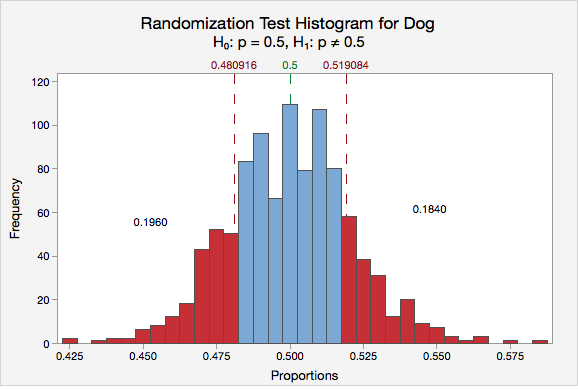 Randomization Test Histogram for Dog
H₀: p = 0.5, H₁: p ≠ 0.5
0.480916 0.5 0.519084
120
100
80
60
40
20
0
Frequency
0.1960
0.1840
0.425 0.450 0.475 0.500 0.525 0.550 0.575
Proportions